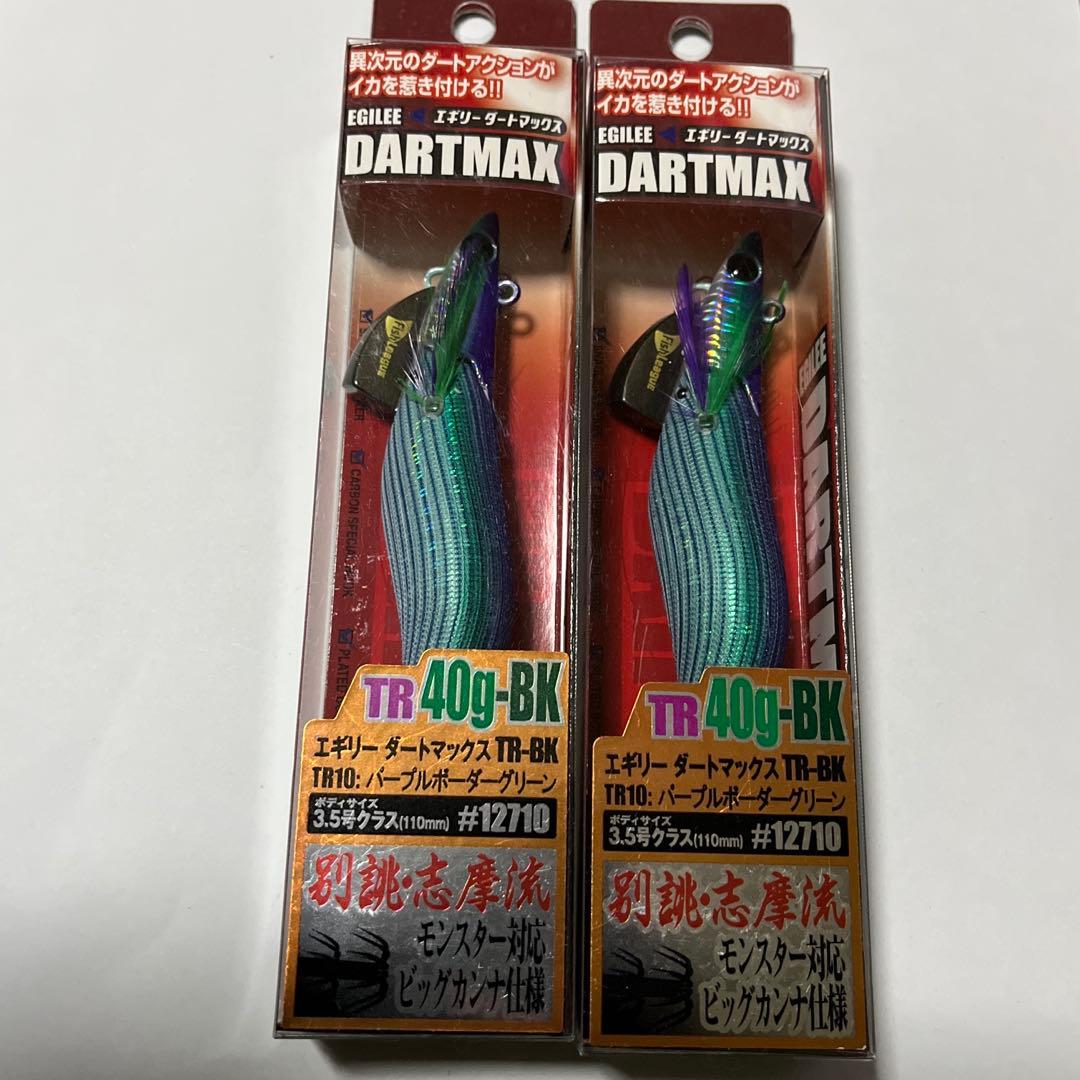 異次元のダートアクションが
イカを惹き付ける!!
EGILEE エギリーダートマックス
DARTMAX
Fish League
CARBON SPECIAL
PLATED
TR 40g-BK
エギリー ダートマックス TR-BK
TR10: パープルボーダーグリーン
ボディサイズ
3.5号クラス(110mm) #12710
別誂・志摩流
モンスター対応
ビッグカンナ仕様
異次元のダートアクションが
イカを惹き付ける!!
EGILEE エギリーダートマックス
DARTMAX
Fish League
EGILEE
DARTM
TR 40g-BK
エギリー ダートマックス TR-BK
TR10: パープルボーダーグリーン
ボディサイズ
3.5号クラス(110mm) #12710
別誂・志摩流
モンスター対応
ビッグカンナ仕様